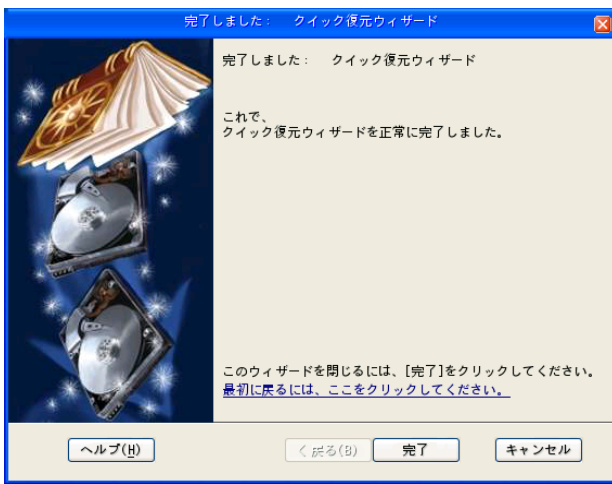 完了しました： クイック復元ウィザード
完了しました： クイック復元ウィザード
これで、
クイック復元ウィザードを正常に完了しました。
このウィザードを閉じるには、[完了]をクリックしてください。
最初に戻るには、ここをクリックしてください。
ヘルプ(H) < 戻る(B) 完了 キャンセル